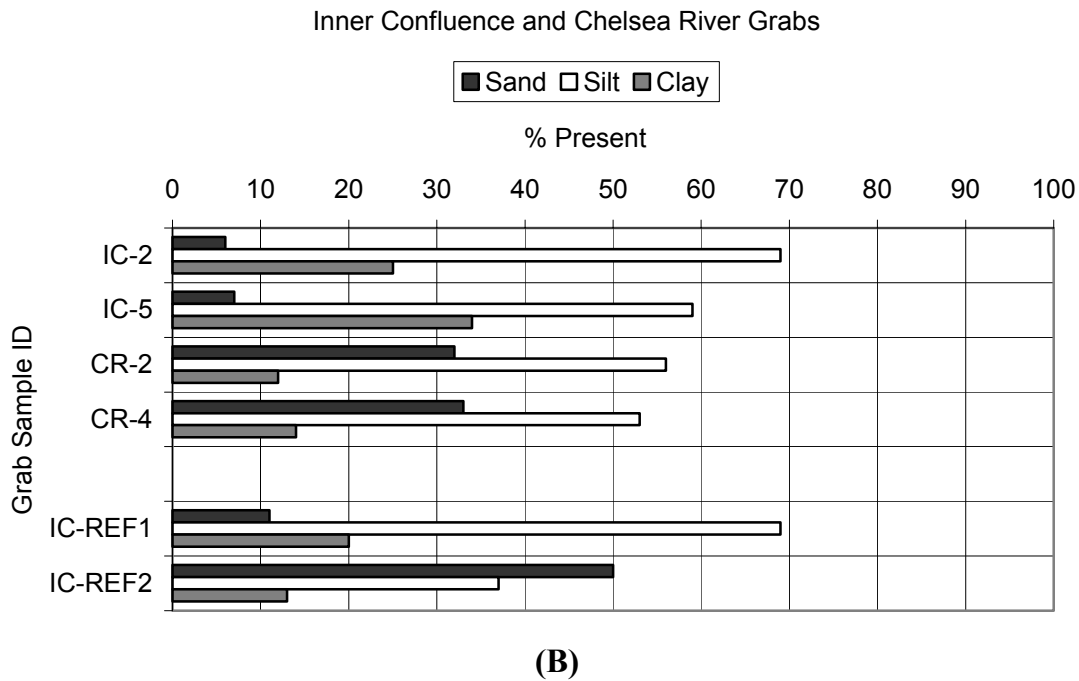 Inner Confluence and Chelsea River Grabs
Sand Silt Clay
% Present
0 10 20 30 40 50 60 70 80 90 100
Grab Sample ID
IC-2
IC-5
CR-2
CR-4
IC-REF1
IC-REF2
(B)